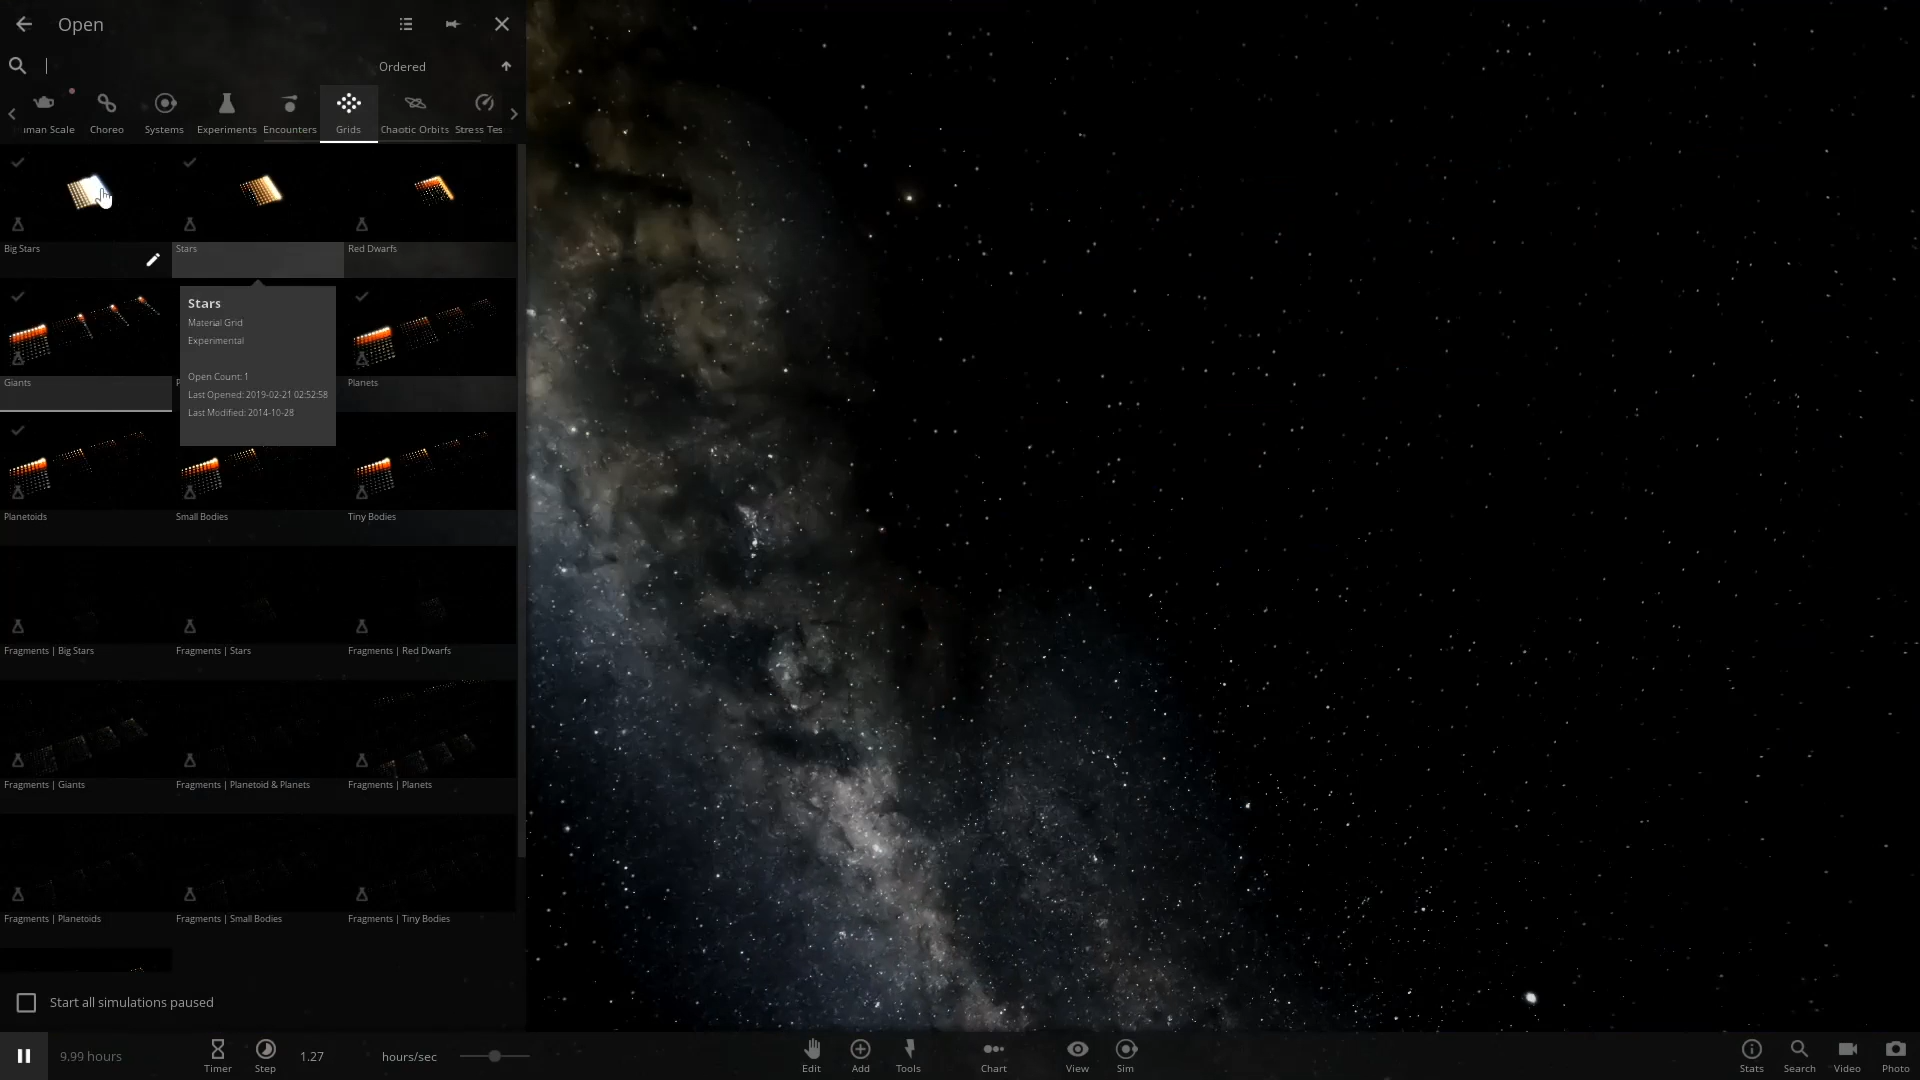 Open
Ordered
Choreo
Systems
Experiments
Encounters
Grids
Chaotic Orbits
Stress Tes
Big Stars
Stars
Red Dwarfs
Stars
Material Grid
Experimental
Open Count: 1
Last Opened: 2019-02-21 02:52:58
Last Modified: 2014-10-28
Giants
Planets
Planetoids
Small Bodies
Tiny Bodies
Fragments | Big Stars
Fragments | Stars
Fragments | Red Dwarfs
Fragments | Giants
Fragments | Planetoid & Planets
Fragments | Planets
Fragments | Planetoids
Fragments | Small Bodies
Fragments | Tiny Bodies
Start all simulations paused
9.99 hours
Timer
Step
1.27
hours/sec
Edit
Add
Tools
Chart
View
Sim
Stats
Search
Video
Photo